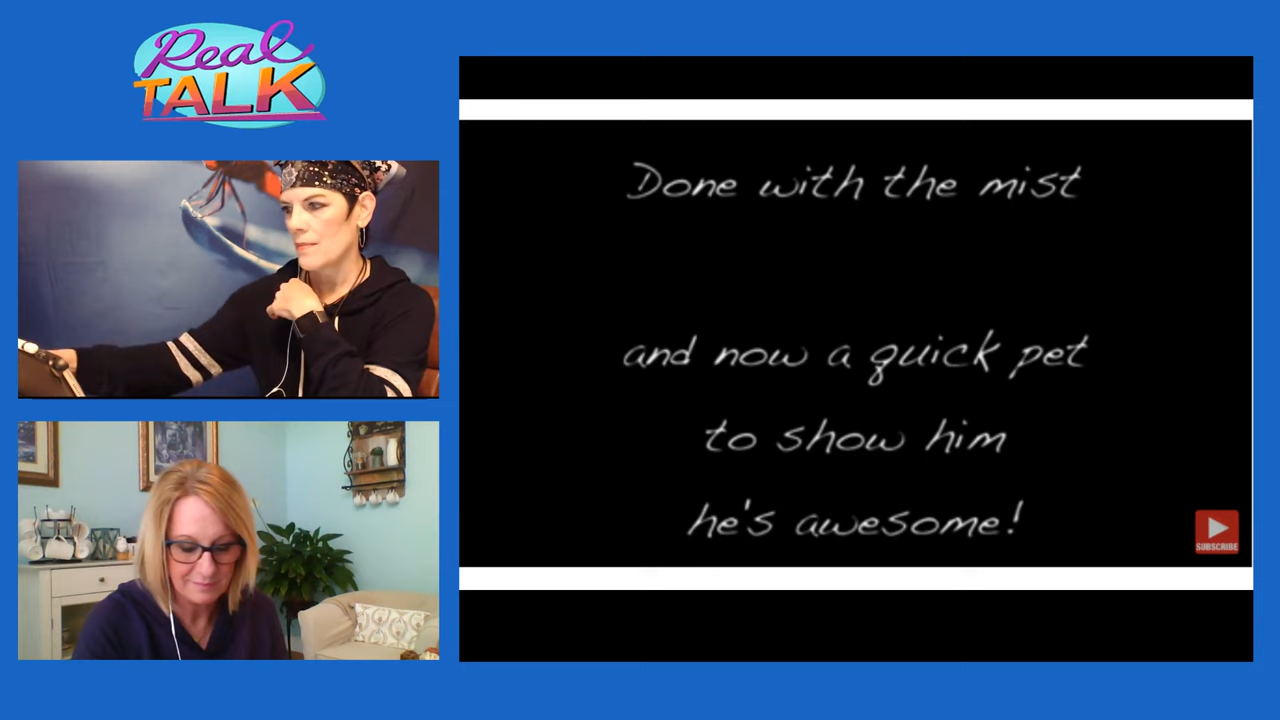 Real
TALK
Done with the mist
and now a quick pet
to show him
he's awesome!
SUBSCRIBE